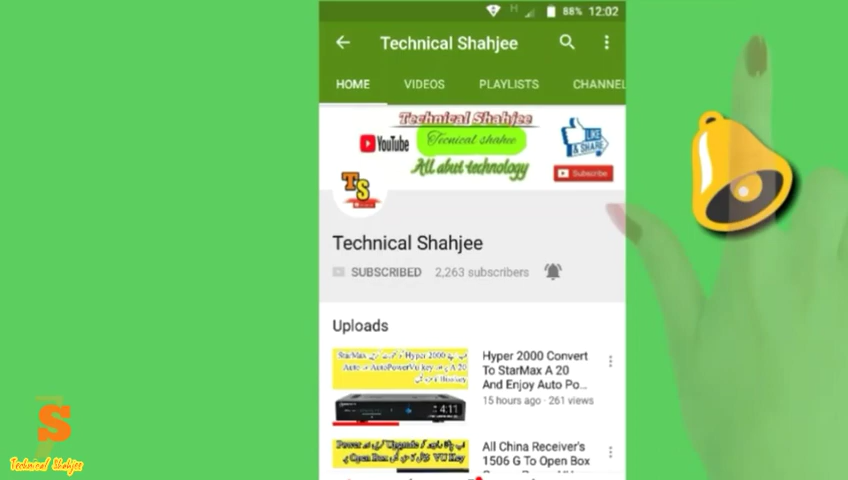 H 88% 12:02
Technical Shahjee
HOME VIDEOS PLAYLISTS CHANNEL
Technical Shahjee
YouTube
Tecnical shahee
All abut technology
LIKE
& SHARE
Subscribe
TS
Technical Shahjee
SUBSCRIBED 2,263 subscribers
Uploads
Hyper 2000 Convert
To StarMax A 20
And Enjoy Auto Po...
15 hours ago · 261 views
4:11
All China Receiver's
1506 G To Open Box
S
Technical Shahjee